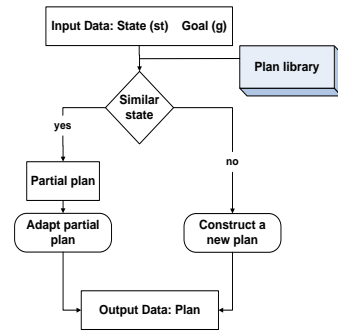 Input Data: State (st) Goal (g)
Plan library
Similar
state
yes
no
Partial plan
Adapt partial
plan
Construct a
new plan
Output Data: Plan